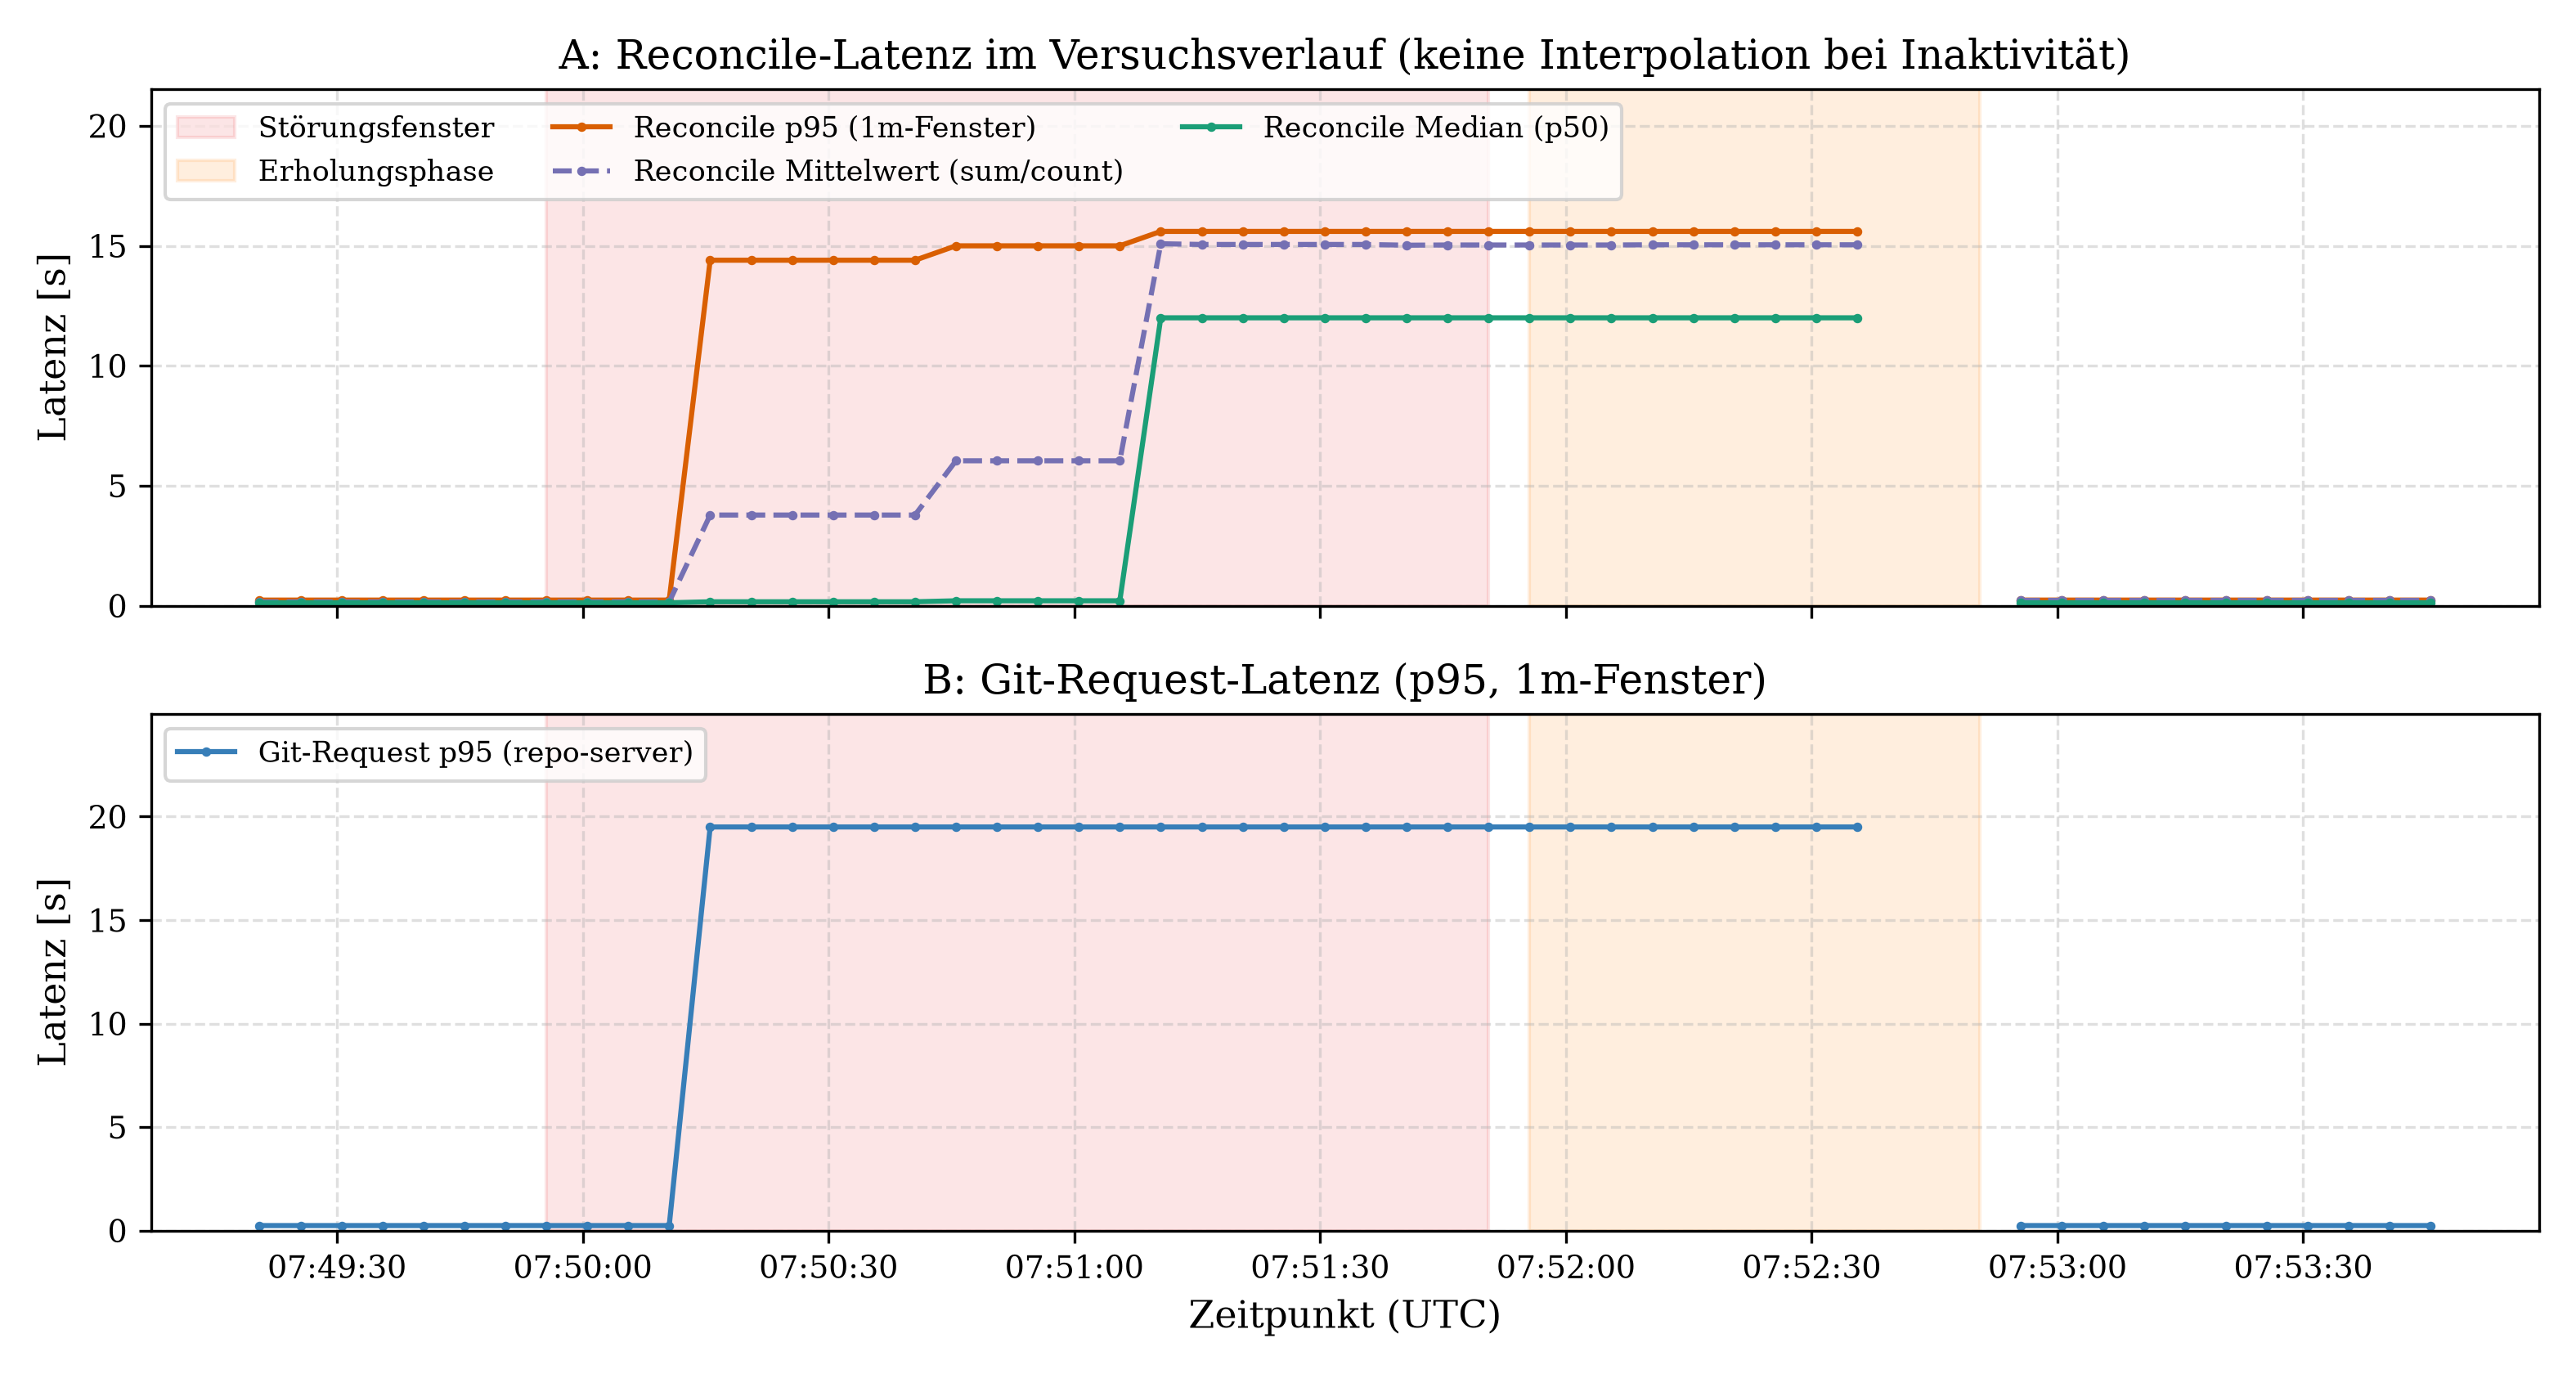 A: Reconcile-Latenz im Versuchsverlauf (keine Interpolation bei Inaktivität)
Störungsfenster
Erholungsphase
Reconcile p95 (1m-Fenster)
Reconcile Mittelwert (sum/count)
Reconcile Median (p50)
Latenz [s]
20
15
10
5
0
B: Git-Request-Latenz (p95, 1m-Fenster)
Git-Request p95 (repo-server)
Latenz [s]
20
15
10
5
0
07:49:30 07:50:00 07:50:30 07:51:00 07:51:30 07:52:00 07:52:30 07:53:00 07:53:30
Zeitpunkt (UTC)